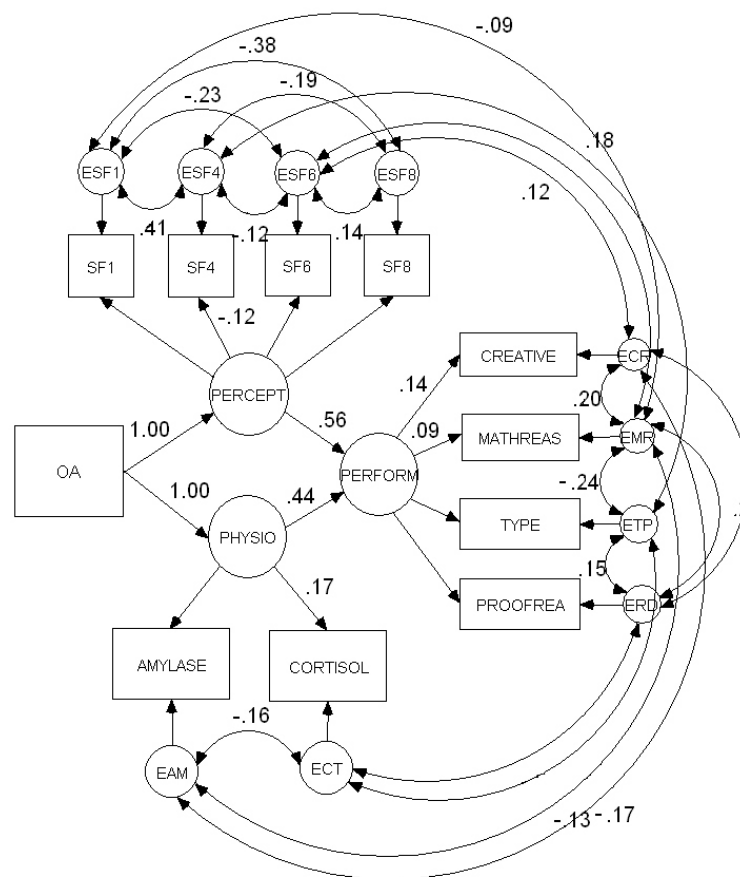 -.09
-.38
-.19
-.23
.18
.12
ESF1
ESF4
ESF6
ESF8
.41
-.12
.14
SF1
SF4
SF6
SF8
-.12
PERCEPT
CREATIVE
ECR
.14
.20
1.00
.56
.09
MATHREAS
EMR
OA
PERFORM
-.24
1.00
.44
TYPE
ETP
PHYSIO
.15
.17
PROOFREA
ERD
AMYLASE
CORTISOL
-.16
EAM
ECT
-.13
-.17